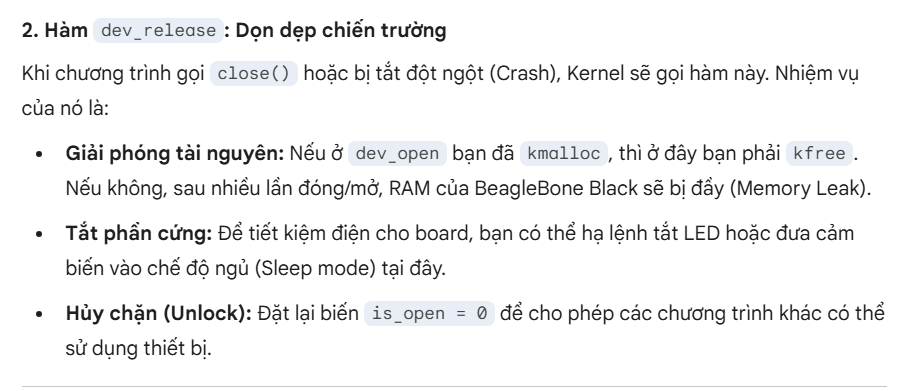 2. Hàm dev_release : Dọn dẹp chiến trường
Khi chương trình gọi close() hoặc bị tắt đột ngột (Crash), Kernel sẽ gọi hàm này. Nhiệm vụ
của nó là:
• Giải phóng tài nguyên: Nếu ở dev_open bạn đã kmalloc , thì ở đây bạn phải kfree .
Nếu không, sau nhiều lần đóng/mở, RAM của BeagleBone Black sẽ bị đầy (Memory Leak).
• Tắt phần cứng: Để tiết kiệm điện cho board, bạn có thể hạ lệnh tắt LED hoặc đưa cảm
biến vào chế độ ngủ (Sleep mode) tại đây.
• Hủy chặn (Unlock): Đặt lại biến is_open = 0 để cho phép các chương trình khác có thể
sử dụng thiết bị.